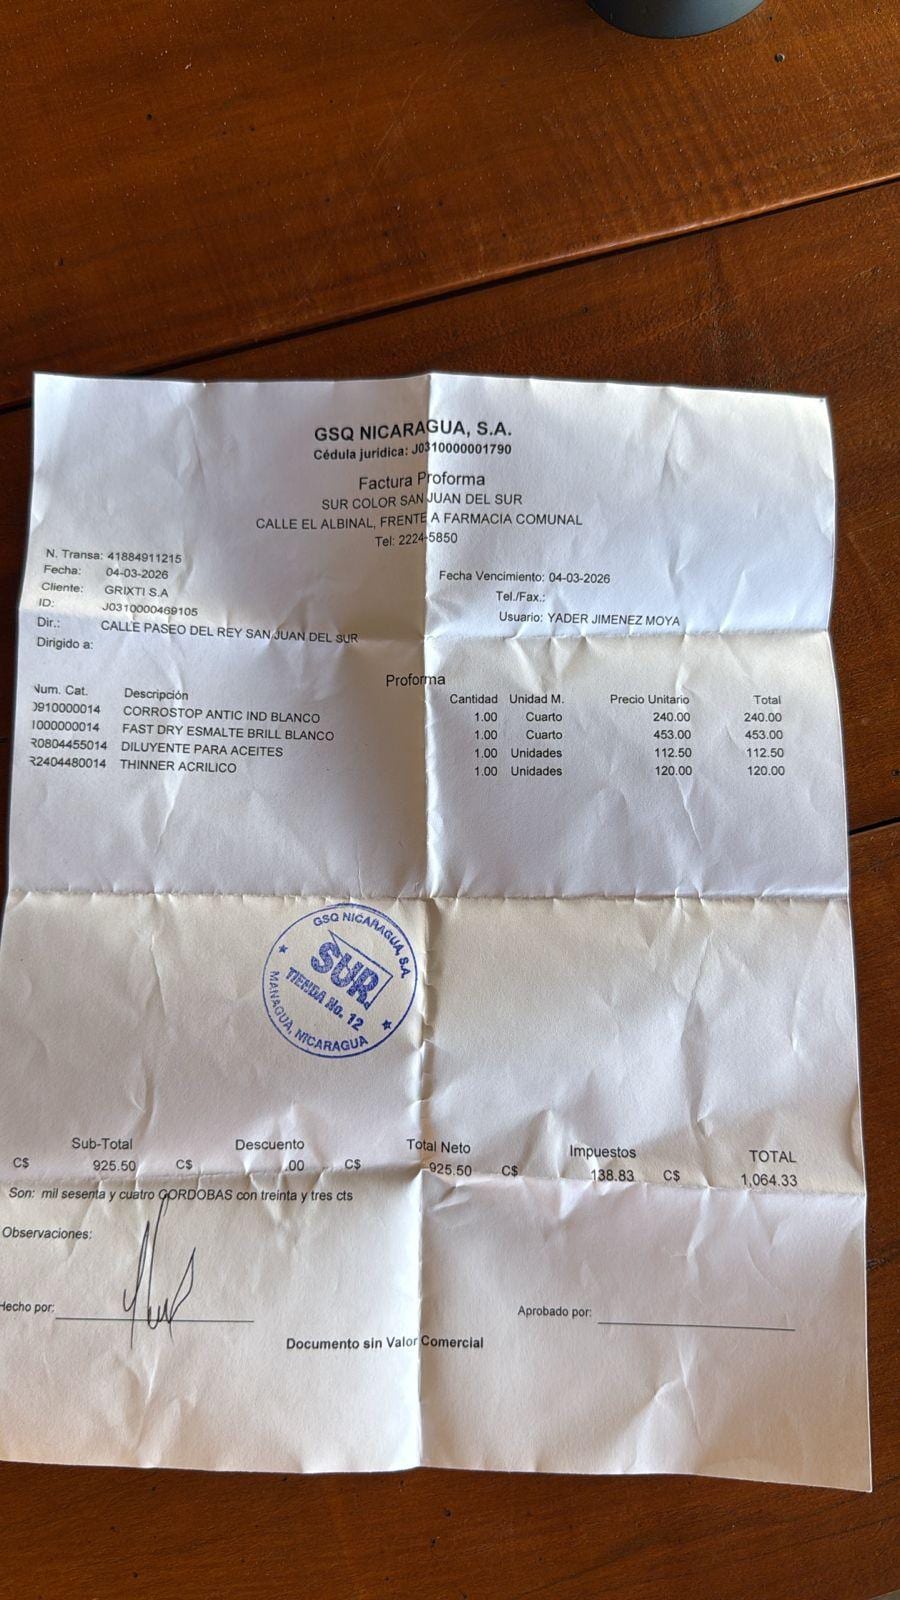 GSQ NICARAGUA, S.A.
Cédula juridica: J0310000001790
Factura Proforma
SUR COLOR SAN JUAN DEL SUR
CALLE EL ALBINAL, FRENTE A FARMACIA COMUNAL
Tel: 2224-5850
N. Transa: 41884911215
Fecha: 04-03-2026 Fecha Vencimiento: 04-03-2026
Cliente: GRIXTI S.A Tel./Fax.:
ID: J0310000469105 Usuario: YADER JIMENEZ MOYA
Dir.: CALLE PASEO DEL REY SAN JUAN DEL SUR
Dirigido a:
Proforma
Num. Cat. Descripción Cantidad Unidad M. Precio Unitario Total
0910000014 CORROSTOP ANTIC IND BLANCO 1.00 Cuarto 240.00 240.00
1000000014 FAST DRY ESMALTE BRILL BLANCO 1.00 Cuarto 453.00 453.00
R0804455014 DILUYENTE PARA ACEITES 1.00 Unidades 112.50 112.50
R2404480014 THINNER ACRILICO 1.00 Unidades 120.00 120.00
GSQ NICARAGUA, S.A.
SUR
TIENDA No. 12
MANAGUA, NICARAGUA
Sub-Total Descuento Total Neto Impuestos TOTAL
C$ 925.50 C$ .00 C$ 925.50 C$ 138.83 C$ 1,064.33
Son: mil sesenta y cuatro CORDOBAS con treinta y tres cts
Observaciones:
Hecho por: Aprobado por:
Documento sin Valor Comercial